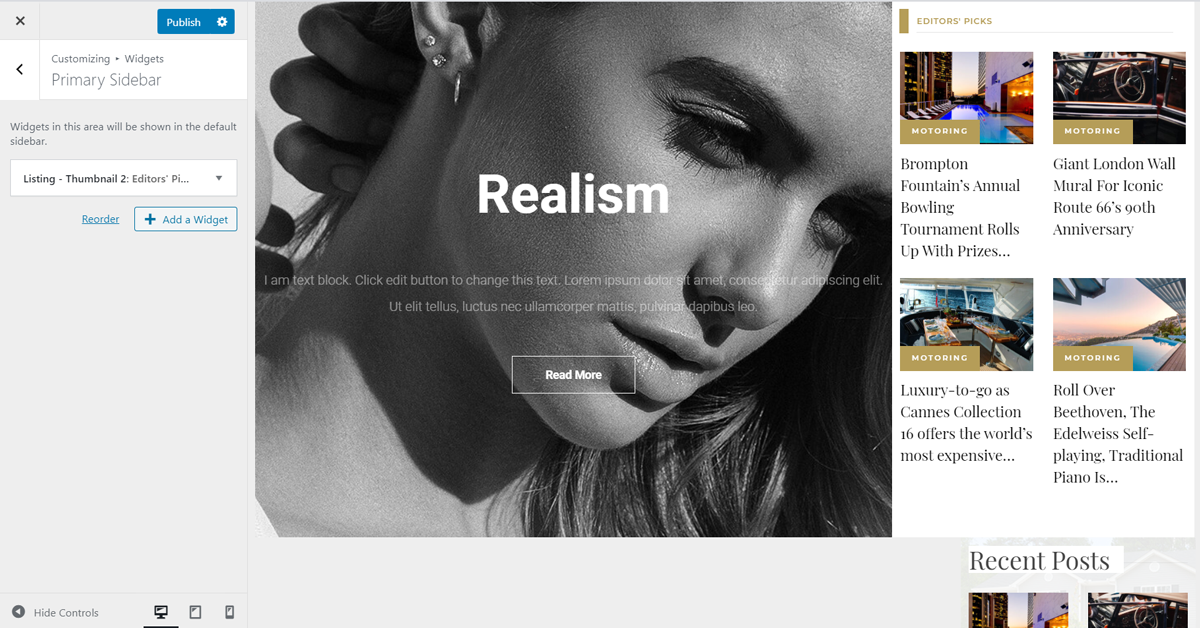 Publish
Customizing ▸ Widgets
Primary Sidebar
Widgets in this area will be shown in the default
sidebar.
Listing - Thumbnail 2: Editors' Pi...
Reorder
Add a Widget
Hide Controls
Realism
I am text block. Click edit button to change this text. Lorem ipsum dolor sit amet, consectetur adipiscing elit.
Ut elit tellus, luctus nec ullamcorper mattis, pulvinar dapibus leo.
Read More
EDITORS' PICKS
MOTORING
Brompton
Fountain's Annual
Bowling
Tournament Rolls
Up With Prizes...
MOTORING
Giant London Wall
Mural For Iconic
Route 66's 90th
Anniversary
MOTORING
Luxury-to-go as
Cannes Collection
16 offers the world's
most expensive...
MOTORING
Roll Over
Beethoven, The
Edelweiss Self-
playing, Traditional
Piano Is...
Recent Posts